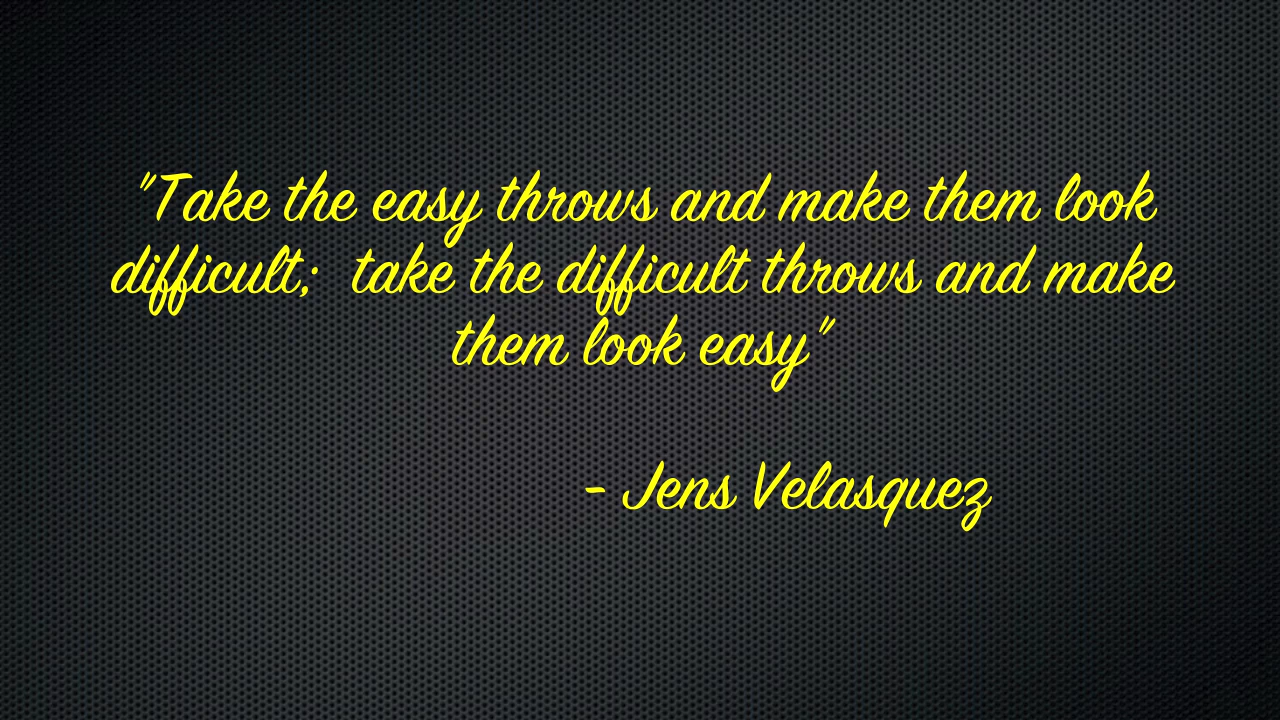 "Take the easy throws and make them look
difficult;  take the difficult throws and make
them look easy"
- Jens Velasquez